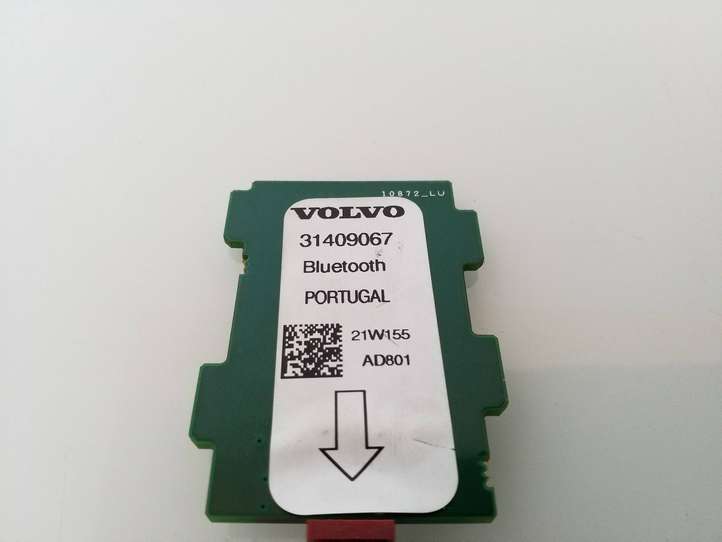 10872_LU
VOLVO
31409067
Bluetooth
PORTUGAL
21W155
AD801